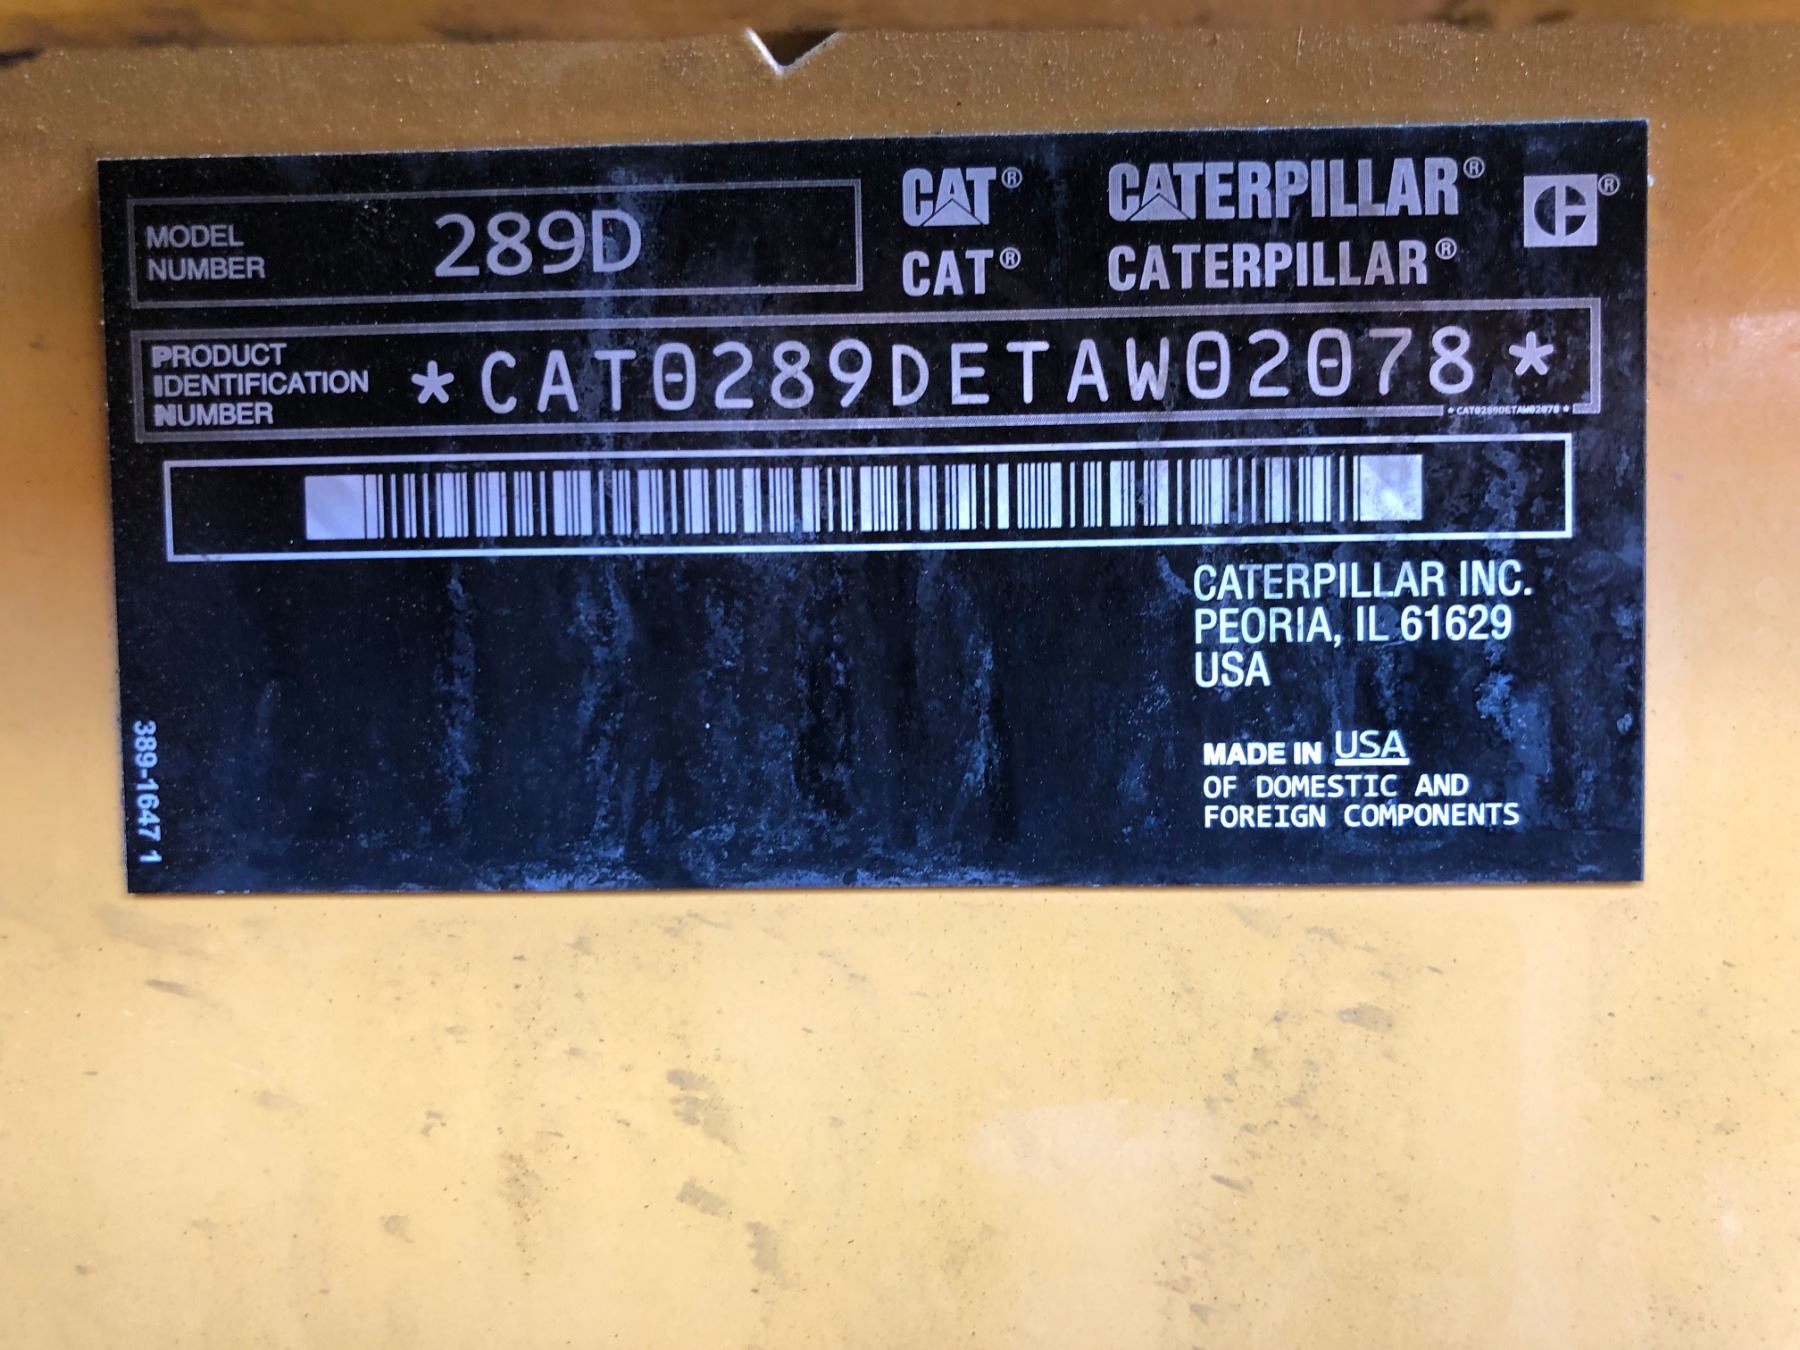 MODEL NUMBER 289D
CAT® CATERPILLAR® ®
CAT® CATERPILLAR®
PRODUCT IDENTIFICATION NUMBER *CAT0289DETAW02078*
*CAT0289DETAW02078*
CATERPILLAR INC.
PEORIA, IL 61629
USA
MADE IN USA
OF DOMESTIC AND
FOREIGN COMPONENTS
389-1647 1